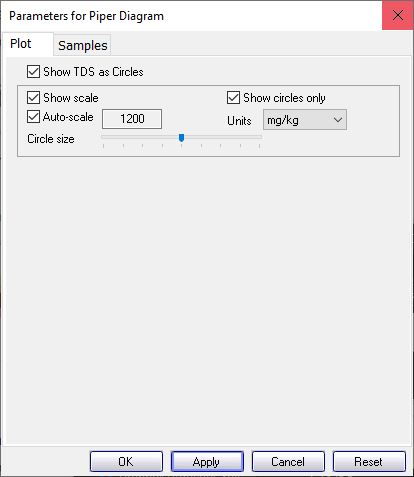 Parameters for Piper Diagram
Plot Samples
Show TDS as Circles
Show scale Show circles only
Auto-scale 1200 Units mg/kg
Circle size
OK Apply Cancel Reset